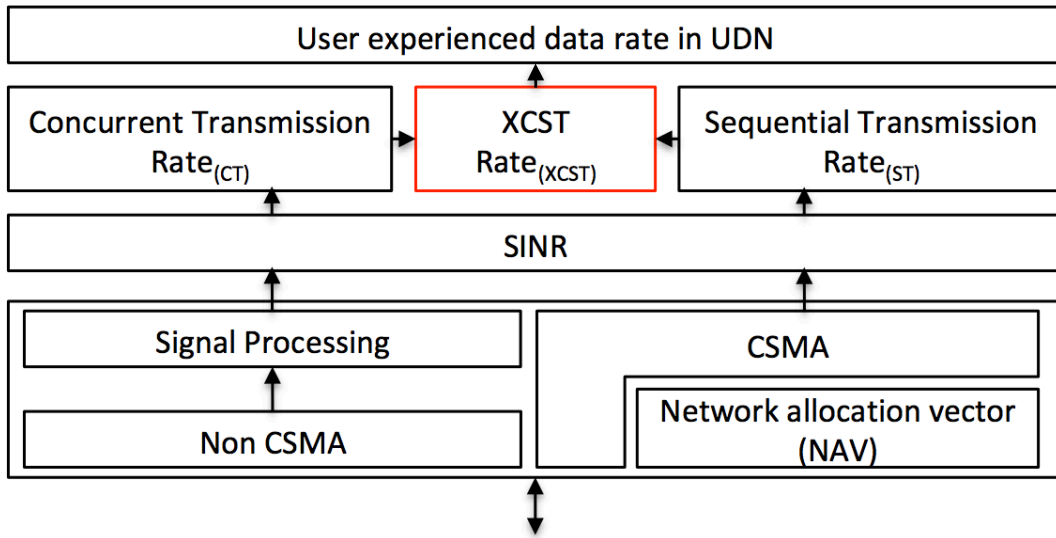 User experienced data rate in UDN
Concurrent Transmission
Rate(CT)
XCST
Rate(XCST)
Sequential Transmission
Rate(ST)
SINR
Signal Processing
Non CSMA
CSMA
Network allocation vector
(NAV)